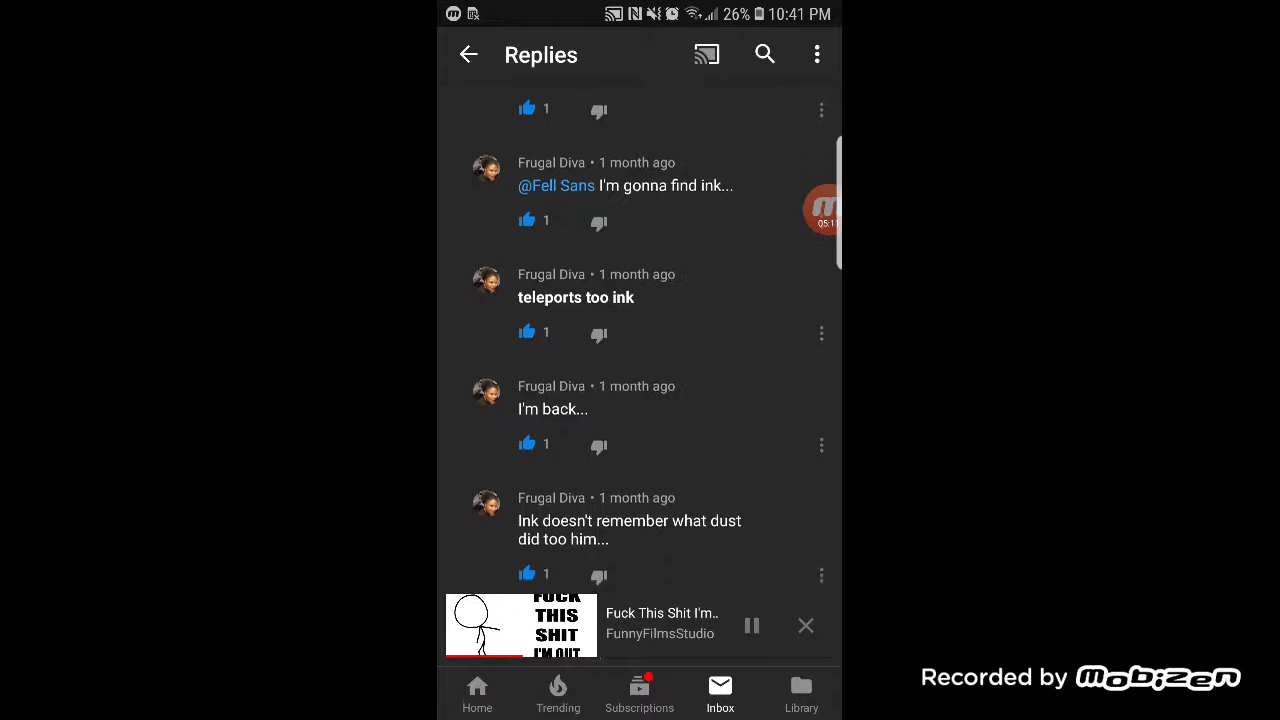 26% 10:41 PM
Replies
1
Frugal Diva • 1 month ago
@Fell Sans I'm gonna find ink...
1
05:11
Frugal Diva • 1 month ago
teleports too ink
1
Frugal Diva • 1 month ago
I'm back...
1
Frugal Diva • 1 month ago
Ink doesn't remember what dust
did too him...
1
FUCK
THIS
SHIT
I'M OUT
Fuck This Shit I'm..
FunnyFilmsStudio
Home
Trending
Subscriptions
Inbox
Library
Recorded by mobizen